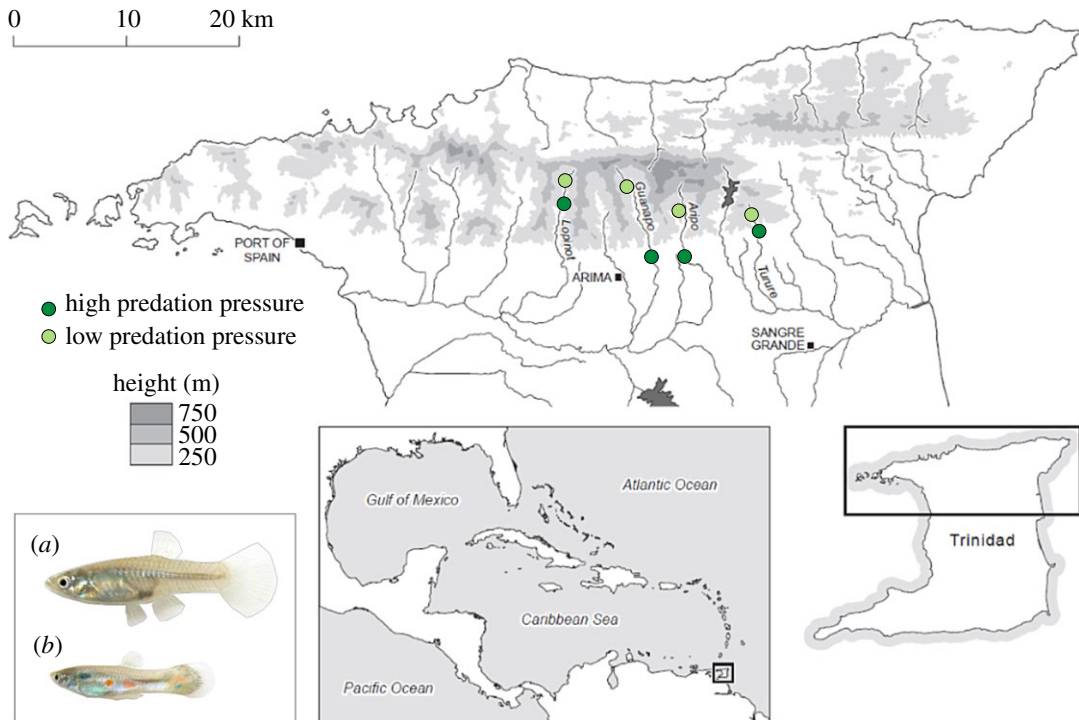 0 10 20 km
Guanapo
Aripo
Lopinot
PORT OF
SPAIN
ARIMA
Turure
high predation pressure
low predation pressure
SANGRE
GRANDE
height (m)
750
500
250
Gulf of Mexico
Atlantic Ocean
Caribbean Sea
Pacific Ocean
Trinidad
(a)
(b)